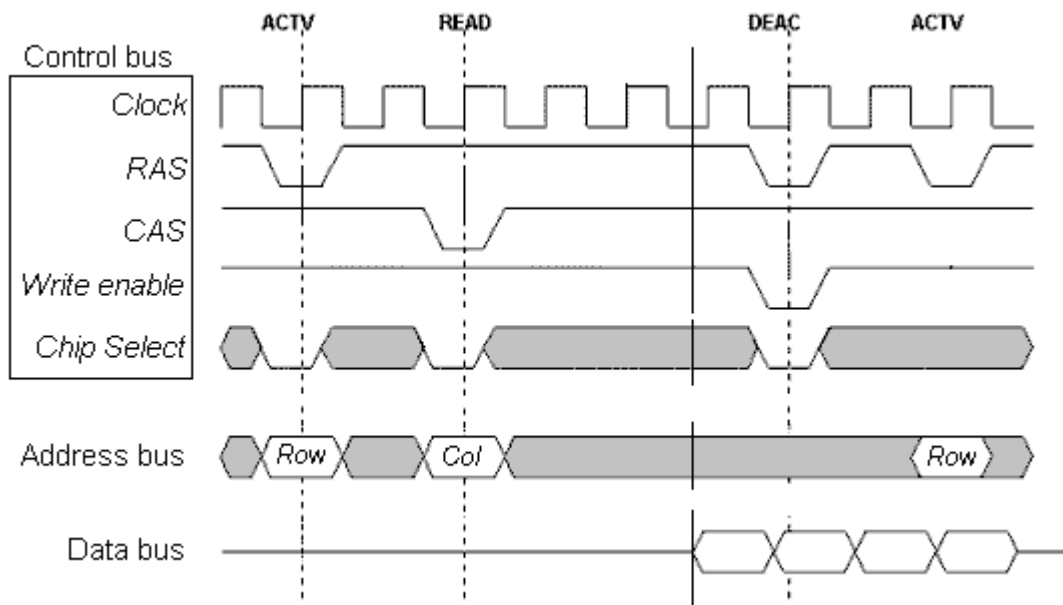 ACTV READ DEAC ACTV
Control bus
Clock
RAS
CAS
Write enable
Chip Select
Address bus Row Col Row
Data bus